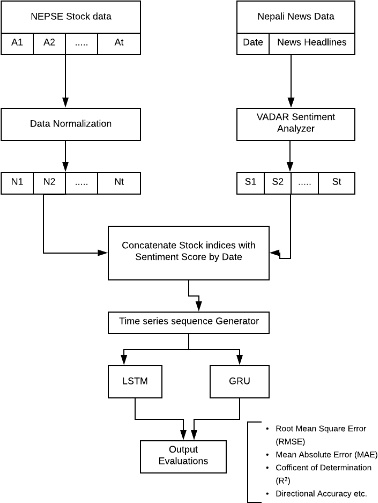 NEPSE Stock data
A1 A2 ..... At
Nepali News Data
Date News Headlines
Data Normalization
VADAR Sentiment
Analyzer
N1 N2 ..... Nt
S1 S2 ..... St
Concatenate Stock indices with
Sentiment Score by Date
Time series sequence Generator
LSTM
GRU
Output
Evaluations
• Root Mean Square Error
(RMSE)
• Mean Absolute Error (MAE)
• Cofficent of Determination
(R²)
• Directional Accuracy etc.